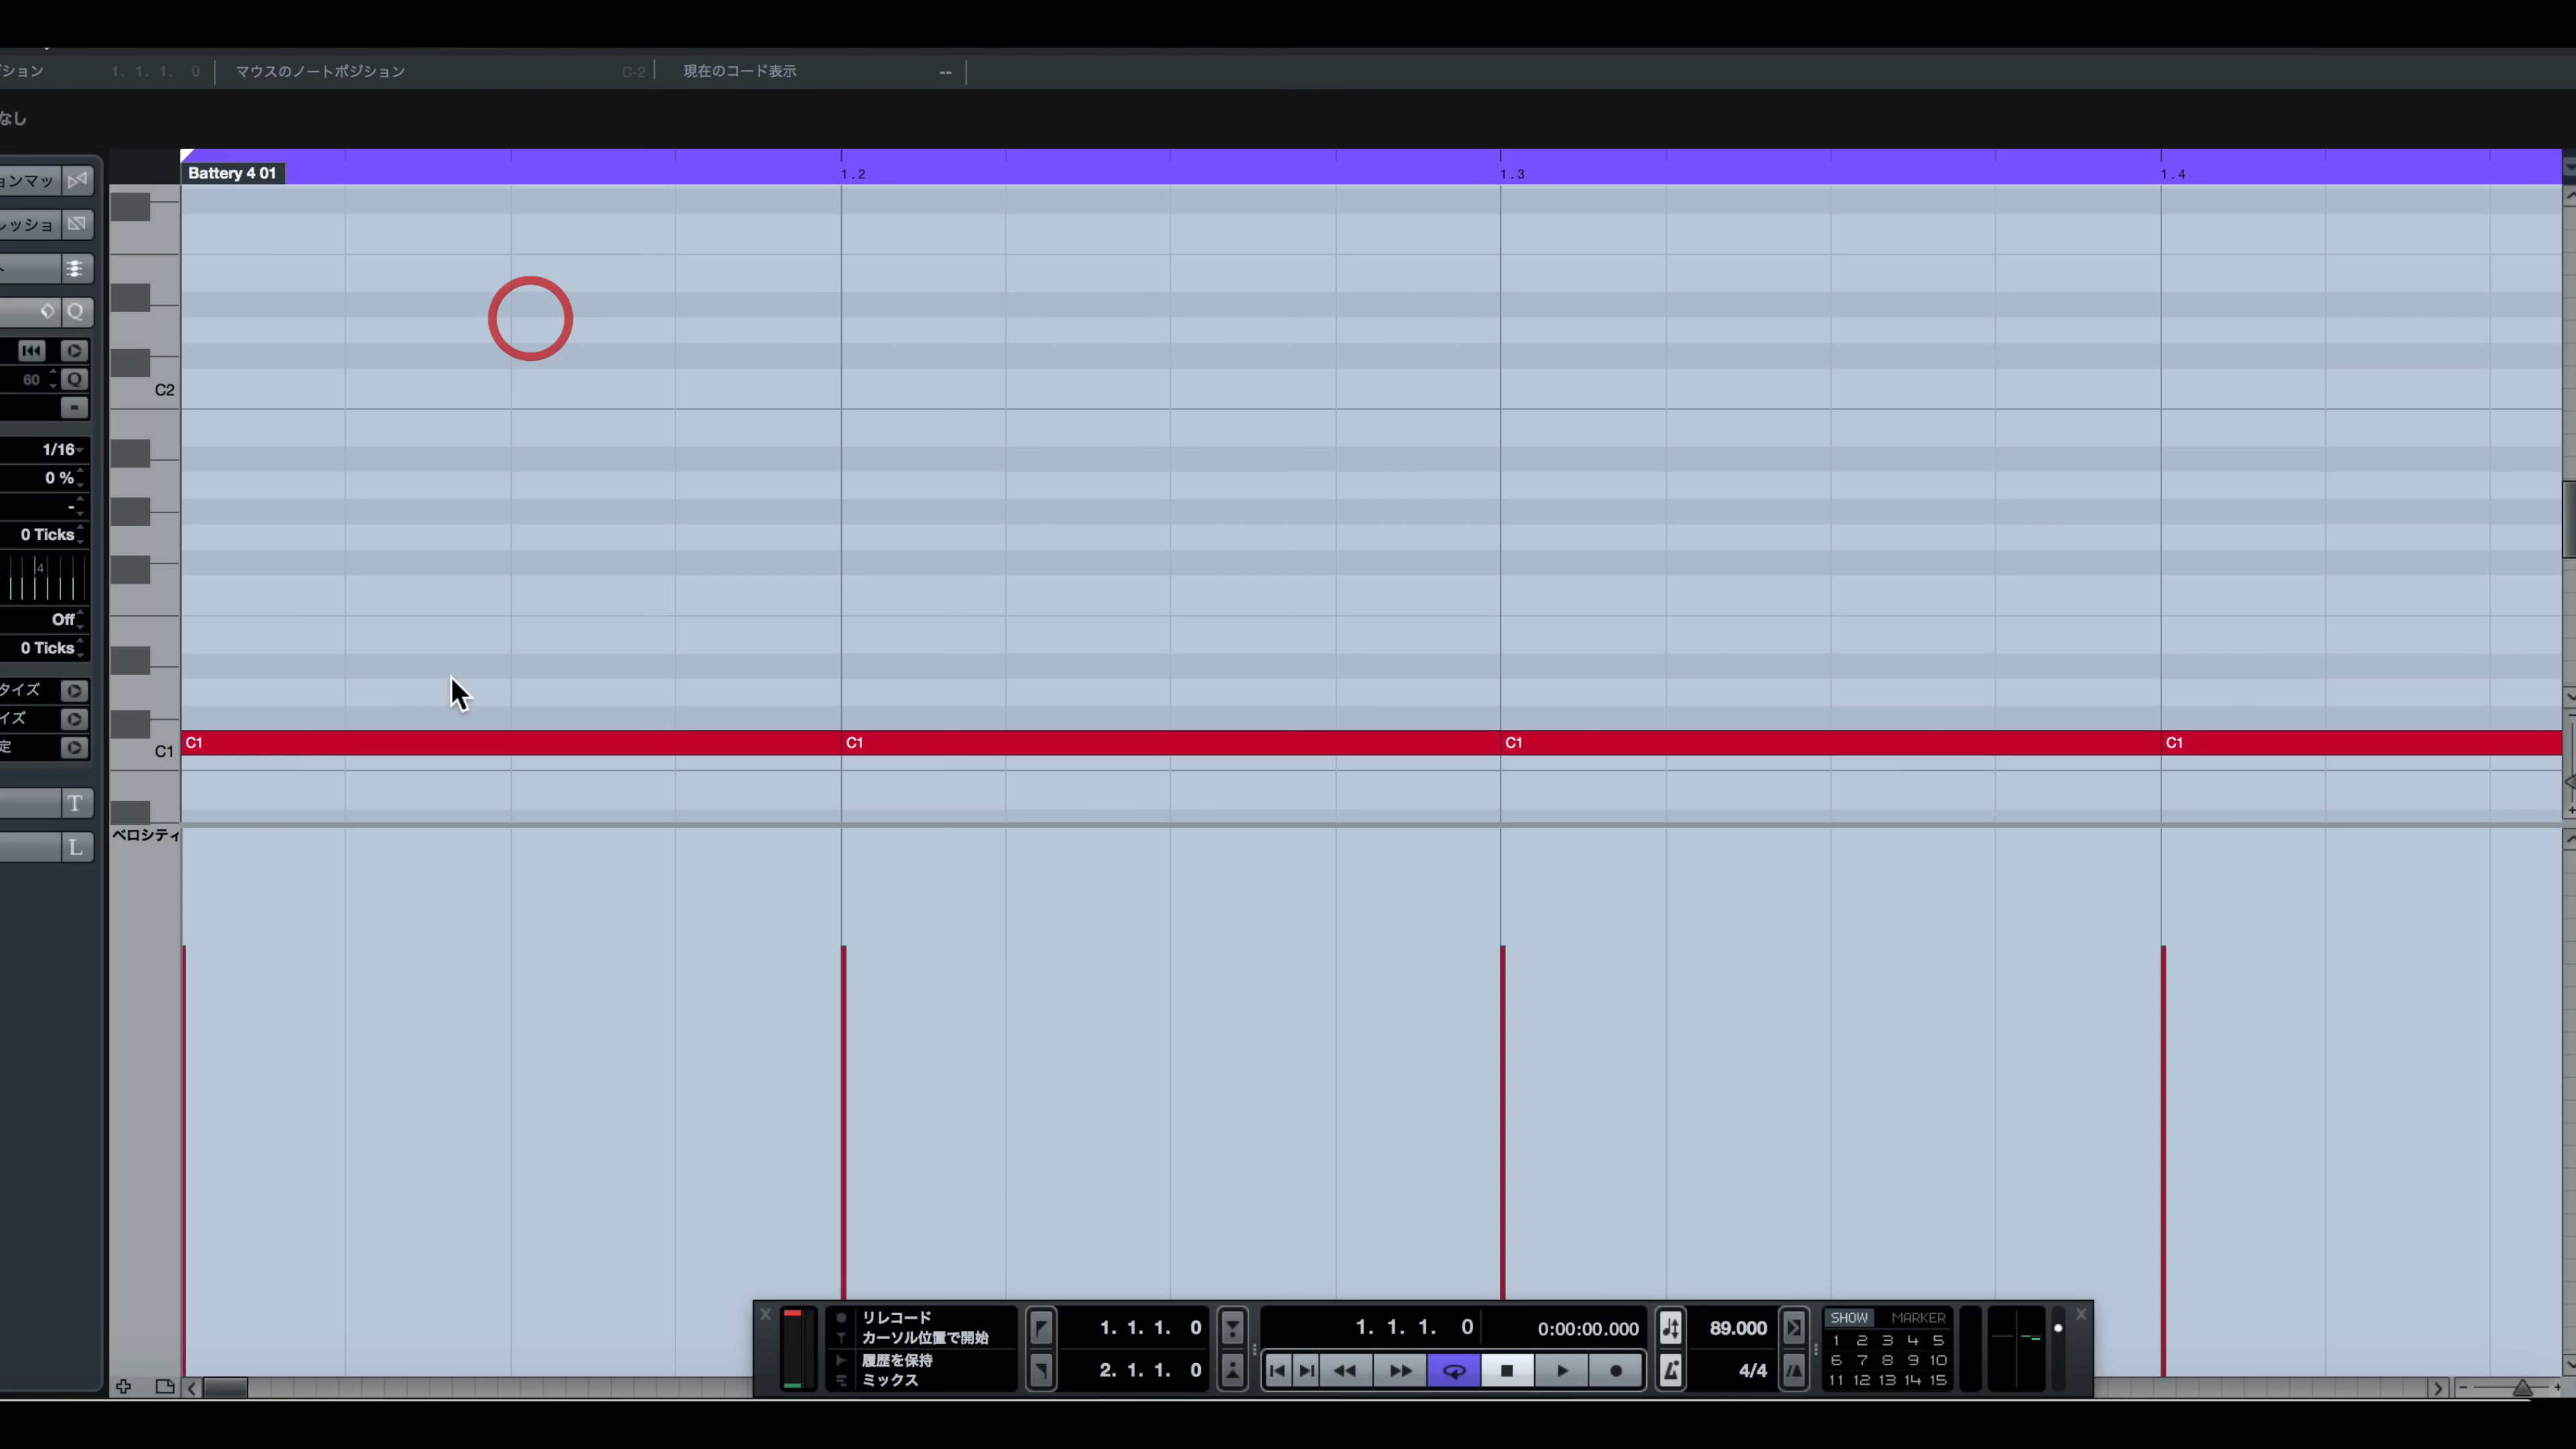 ション 1. 1. 1. 0 マウスのノートポジション C-2 現在のコード表示 --
なし
Battery 4 01 1.2 1.3 1.4
ョンマッ
レッショ
Q
60 Q
C2
1/16
0 %
-
0 Ticks
4
Off
0 Ticks
タイズ
イズ
定
C1 C1 C1 C1 C1
T
ベロシティ
L
リレコード
カーソル位置で開始
履歴を保持
ミックス
1. 1. 1. 0
2. 1. 1. 0
1. 1. 1. 0 0:00:00.000
89.000
4/4
SHOW MARKER
1 2 3 4 5
6 7 8 9 10
11 12 13 14 15